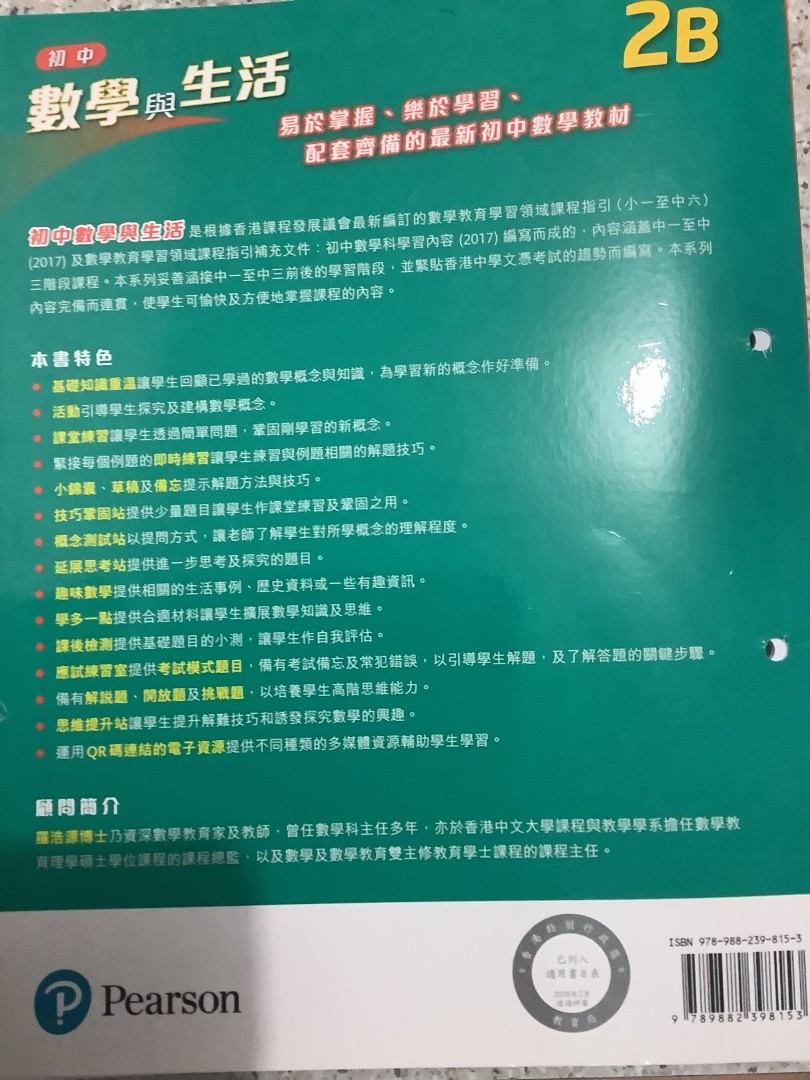 初中
數學與生活
2B
易於掌握、樂於學習、
配套齊備的最新初中數學教材
初中數學與生活是根據香港課程發展議會最新編訂的數學教育學習領域課程指引(小一至中六)
(2017) 及數學教育學習領域課程指引補充文件：初中數學科學習內容 (2017) 編寫而成的，內容涵蓋中一至中
三階段課程。本系列妥善涵接中一至中三前後的學習階段，並緊貼香港中學文憑考試的趨勢而編寫。本系列
內容完備而連貫，使學生可愉快及方便地掌握課程的內容。
本書特色
• 基礎知識重溫讓學生回顧已學過的數學概念與知識，為學習新的概念作好準備。
• 活動引導學生探究及建構數學概念。
• 課堂練習讓學生透過簡單問題，鞏固剛學習的新概念。
• 緊接每個例題的即時練習讓學生練習與例題相關的解題技巧。
• 小錦囊、草稿及備忘提示解題方法與技巧。
• 技巧鞏固站提供少量題目讓學生作課堂練習及鞏固之用。
• 概念測試站以提問方式，讓老師了解學生對所學概念的理解程度。
• 延展思考站提供進一步思考及探究的題目。
• 趣味數學提供相關的生活事例、歷史資料或一些有趣資訊。
• 學多一點提供合適材料讓學生擴展數學知識及思維。
• 課後檢測提供基礎題目的小測，讓學生作自我評估。
• 應試練習室提供考試模式題目，備有考試備忘及常犯錯誤，以引導學生解題，及了解答題的關鍵步驟。
• 備有解說題、開放題及挑戰題，以培養學生高階思維能力。
• 思維提升站讓學生提升解難技巧和誘發探究數學的興趣。
• 運用QR碼連結的電子資源提供不同種類的多媒體資源輔助學生學習。
顧問簡介
羅浩源博士乃資深數學教育家及教師，曾任數學科主任多年，亦於香港中文大學課程與教學學系擔任數學教
育理學碩士學位課程的課程總監，以及數學及數學教育雙主修教育學士課程的課程主任。
Pearson
香港特別行政區
已列入
適用書目表
教育局
ISBN 978-988-239-815-3
9 789882 398153